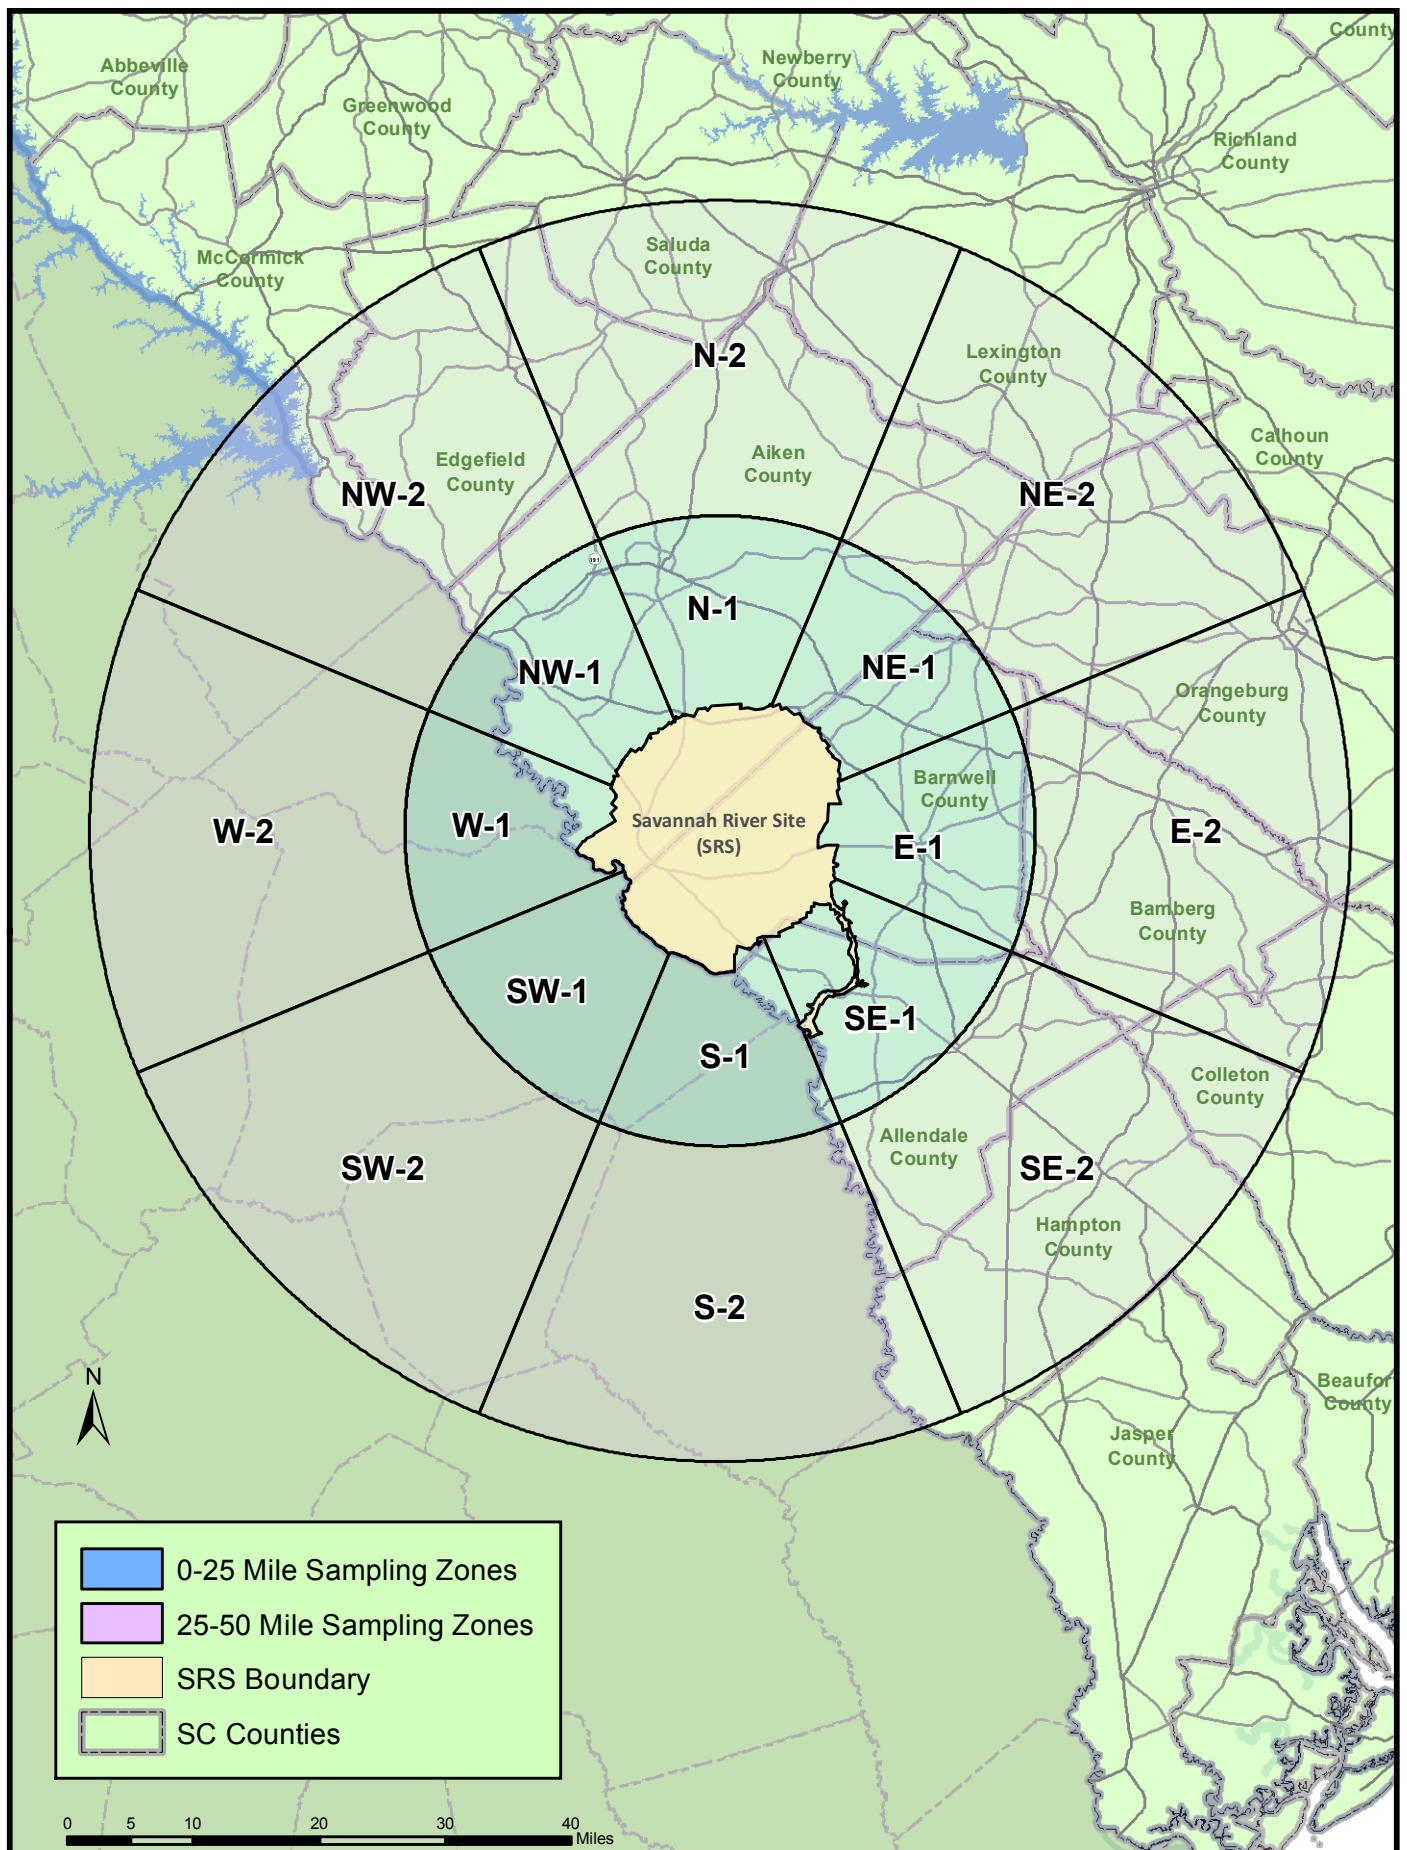 County
Abbeville
County
Newberry
County
Greenwood
County
Richland
County
Saluda
County
McCormick
County
N-2
Lexington
County
Calhoun
County
Edgefield
County
Aiken
County
NW-2
NE-2
191
N-1
NW-1
NE-1
Orangeburg
County
Barnwell
County
Savannah River Site
(SRS)
W-2
W-1
E-1
E-2
Bamberg
County
SW-1
SE-1
S-1
Colleton
County
Allendale
County
SW-2
SE-2
Hampton
County
S-2
N
Beaufor
County
Jasper
County
0-25 Mile Sampling Zones
25-50 Mile Sampling Zones
SRS Boundary
SC Counties
0 5 10 20 30 40
Miles